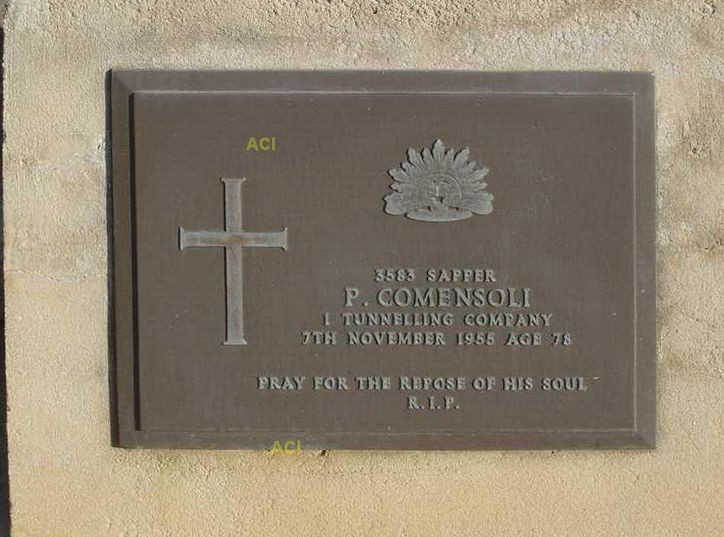 ACI
3583 SAPPER
P. COMENSOLI
1 TUNNELLING COMPANY
7TH NOVEMBER 1955 AGE 78
PRAY FOR THE REPOSE OF HIS SOUL
R.I.P.
ACI